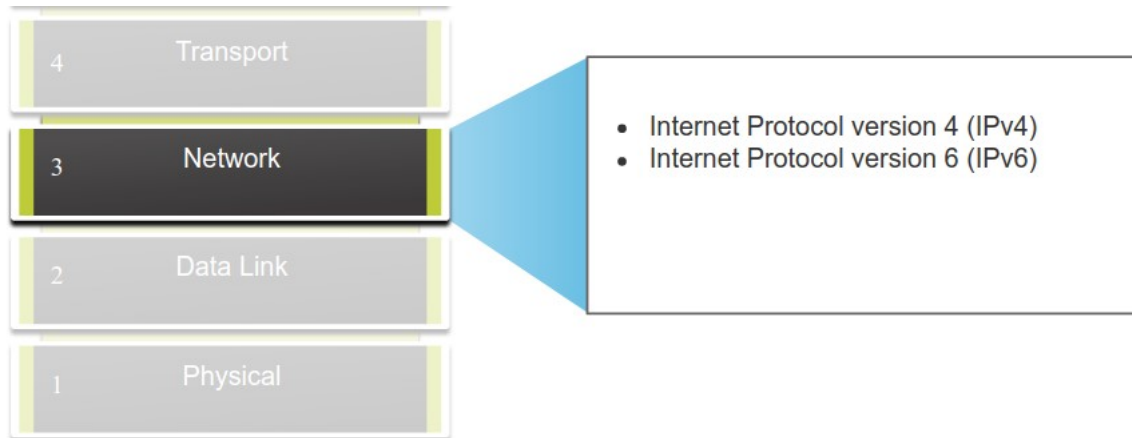 4 Transport
3 Network
• Internet Protocol version 4 (IPv4)
• Internet Protocol version 6 (IPv6)
2 Data Link
1 Physical